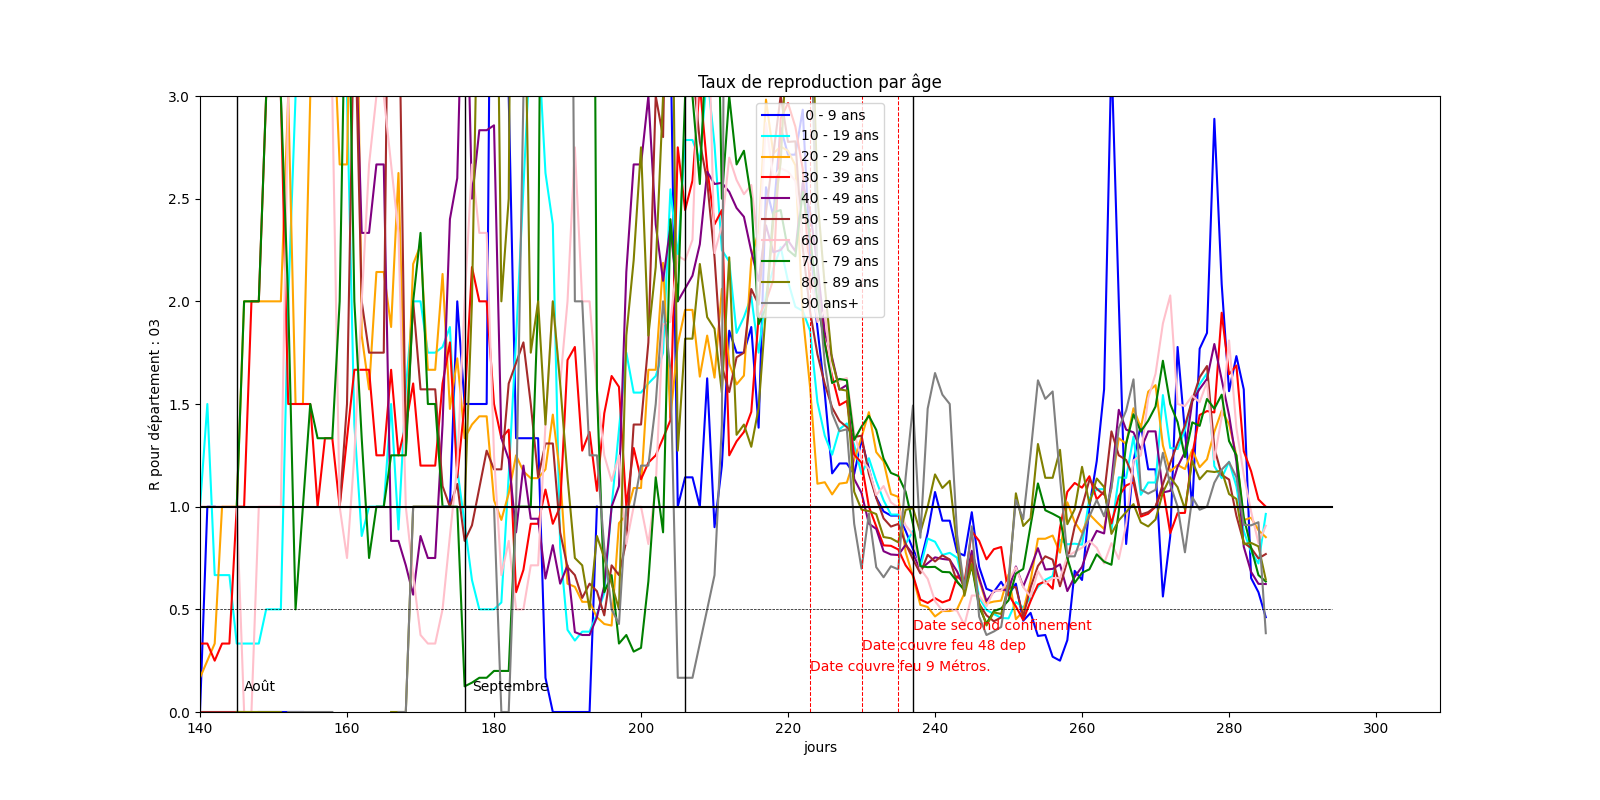 Taux de reproduction par âge
R pour département : 03
3.0
2.5
2.0
1.5
1.0
0.5
0.0
0 - 9 ans
10 - 19 ans
20 - 29 ans
30 - 39 ans
40 - 49 ans
50 - 59 ans
60 - 69 ans
70 - 79 ans
80 - 89 ans
90 ans+
Date second confinement
Date couvre feu 48 dep
Date couvre feu 9 Métros.
Août
Septembre
140 160 180 200 220 240 260 280 300
jours